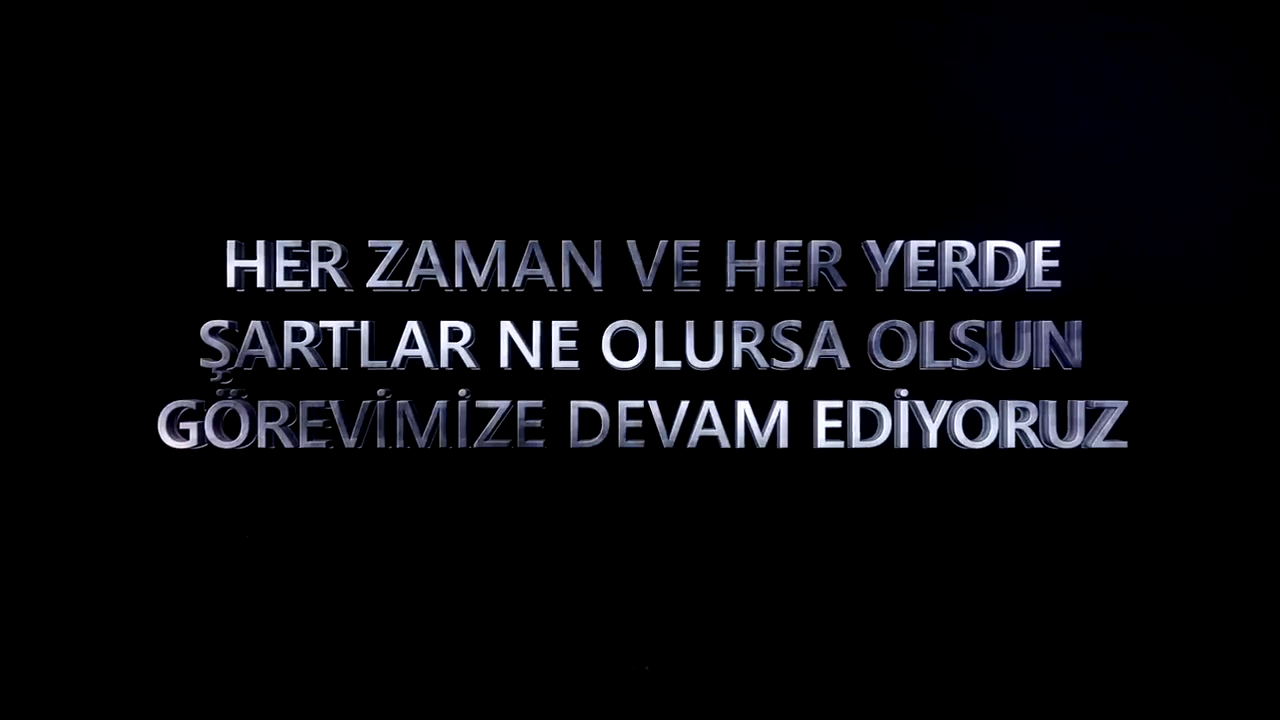 HER ZAMAN VE HER YERDE
ŞARTLAR NE OLURSA OLSUN
GÖREVİMİZE DEVAM EDİYORUZ